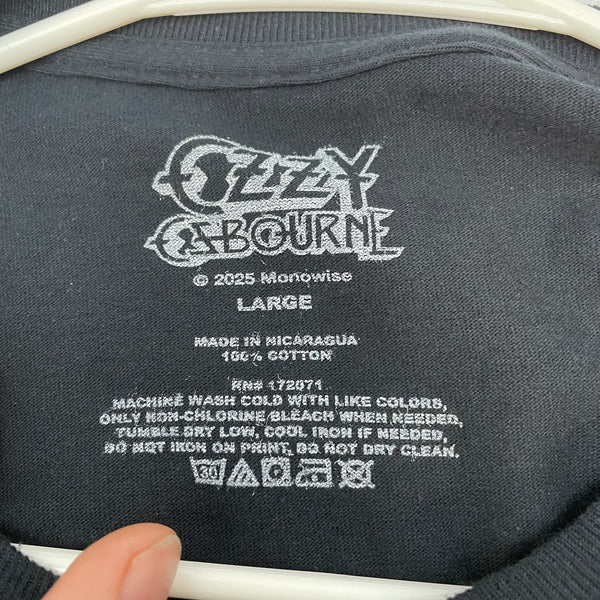 OZZY
OSBOURNE
© 2025 Monowise
LARGE
MADE IN NICARAGUA
100% COTTON
RN# 172071
MACHINE WASH COLD WITH LIKE COLORS,
ONLY NON-CHLORINE BLEACH WHEN NEEDED,
TUMBLE DRY LOW, COOL IRON IF NEEDED,
DO NOT IRON ON PRINT, DO NOT DRY CLEAN.
30